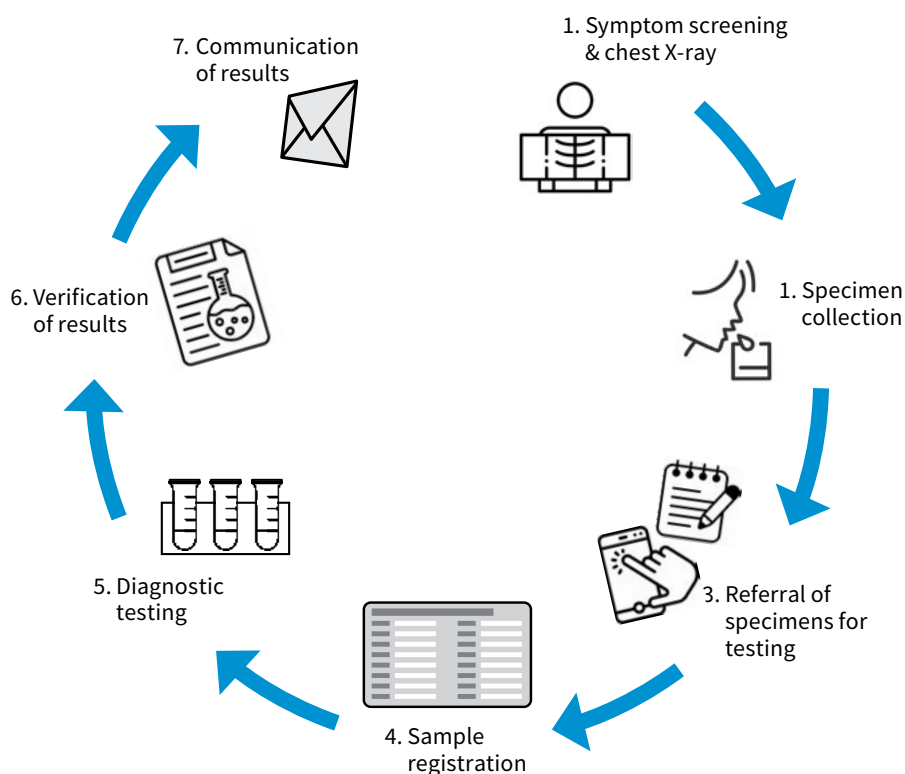 1. Symptom screening
& chest X-ray
1. Specimen
collection
3. Referral of
specimens for
testing
4. Sample
registration
5. Diagnostic
testing
6. Verification
of results
7. Communication
of results